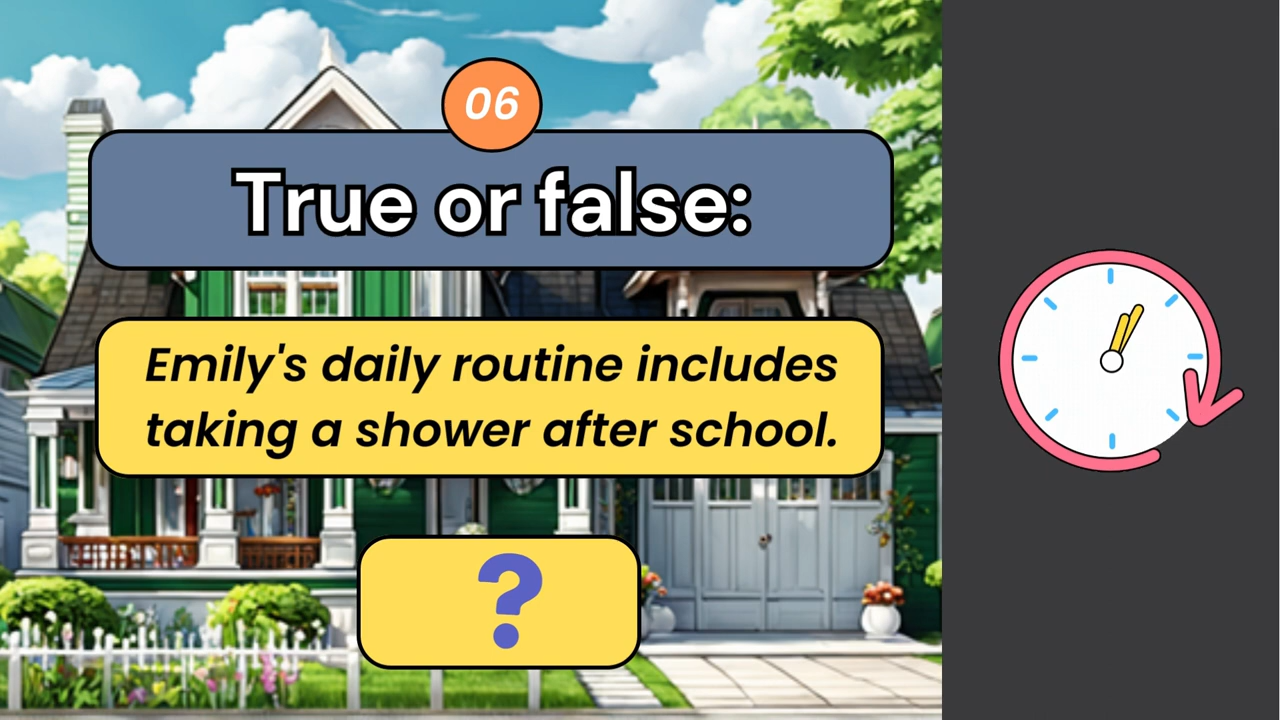 06
True or false:
Emily's daily routine includes
taking a shower after school.
?